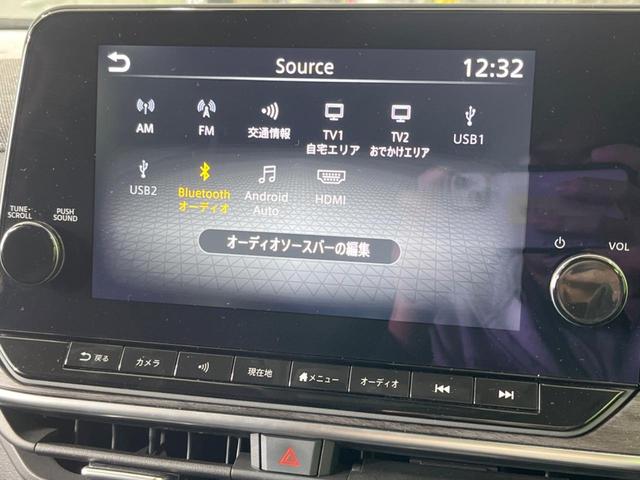 Source
12:32
AM
FM
交通情報
TV1
自宅エリア
TV2
おでかけエリア
USB1
USB2
Bluetooth
オーディオ
Android
Auto
HDMI
オーディオソースバーの編集
TUNE-
SCROLL
PUSH
SOUND
VOL
戻る
カメラ
現在地
メニュー
オーディオ